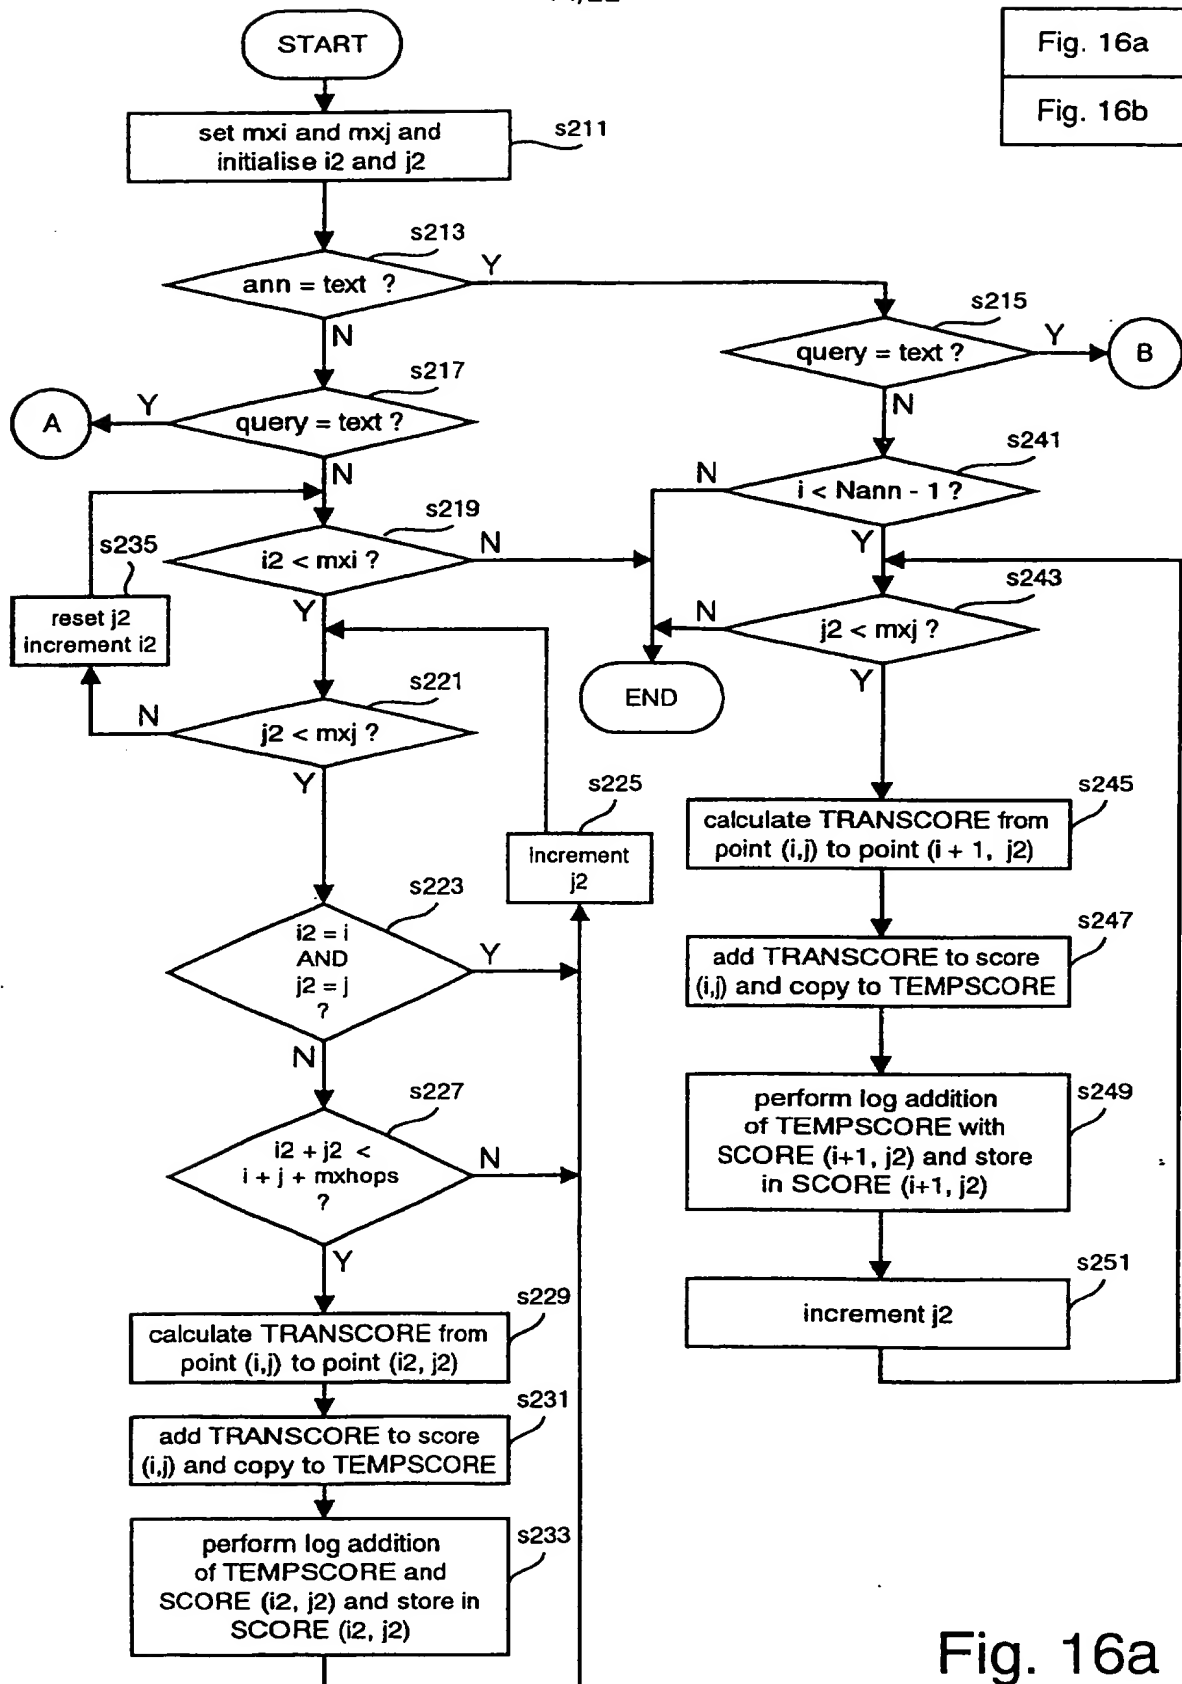 START
Fig. 16a
Fig. 16b
set mxi and mxj and
initialise i2 and j2
s211
s213
ann = text ?
Y
N
s215
query = text ?
Y
B
N
s217
query = text ?
Y
A
N
s241
i < Nann - 1 ?
N
Y
s219
i2 < mxi ?
N
Y
s235
reset j2
increment i2
s243
j2 < mxj ?
N
Y
END
s221
j2 < mxj ?
N
Y
s225
increment
j2
s245
calculate TRANSCORE from
point (i,j) to point (i + 1, j2)
s223
i2 = i
AND
j2 = j
?
Y
N
s247
add TRANSCORE to score
(i,j) and copy to TEMPSCORE
s227
i2 + j2 <
i + j + mxhops
?
N
Y
s249
perform log addition
of TEMPSCORE with
SCORE (i+1, j2) and store
in SCORE (i+1, j2)
s251
increment j2
s229
calculate TRANSCORE from
point (i,j) to point (i2, j2)
s231
add TRANSCORE to score
(i,j) and copy to TEMPSCORE
s233
perform log addition
of TEMPSCORE and
SCORE (i2, j2) and store in
SCORE (i2, j2)
Fig. 16a